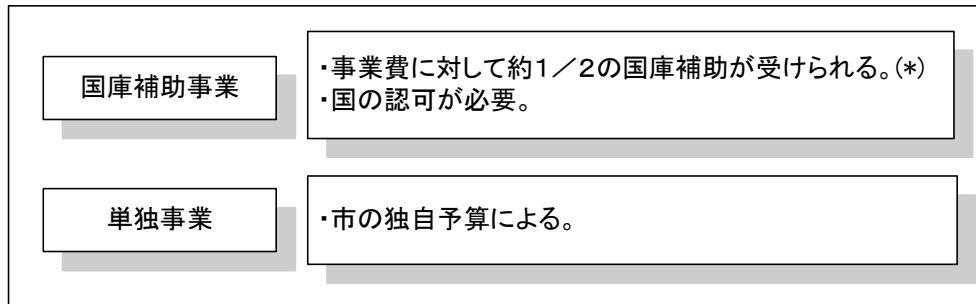 国庫補助事業
・事業費に対して約１／２の国庫補助が受けられる。(*)
・国の認可が必要。
単独事業
・市の独自予算による。